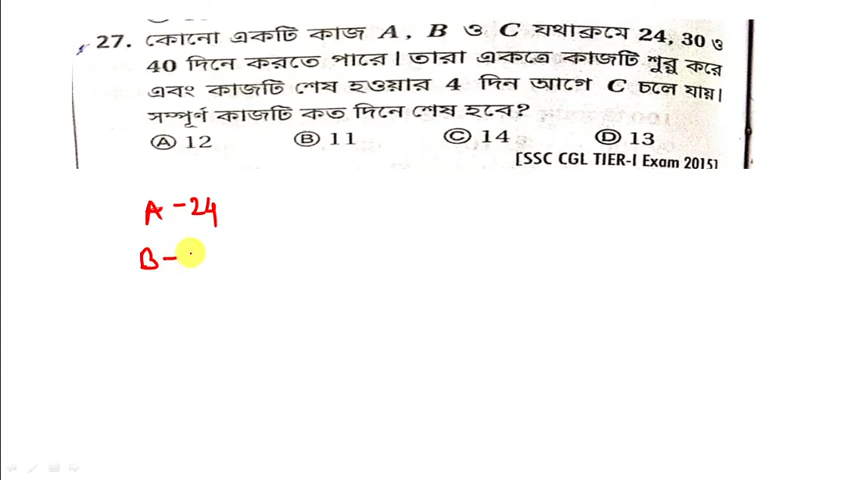 27. কোনো একটি কাজ A, B ও C যথাক্রমে 24, 30 ও
40 দিনে করতে পারে। তারা একত্রে কাজটি শুরু করে
এবং কাজটি শেষ হওয়ার 4 দিন আগে C চলে যায়।
সম্পূর্ণ কাজটি কত দিনে শেষ হবে?
Ⓐ 12 Ⓑ 11 Ⓒ 14 Ⓓ 13
[SSC CGL TIER-I Exam 2015]
A - 24
B -